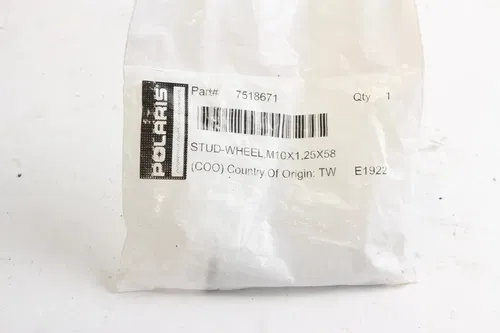 POLARIS
Part# 7518671 Qty 1
STUD-WHEEL,M10X1.25X58
(COO) Country Of Origin: TW E1922